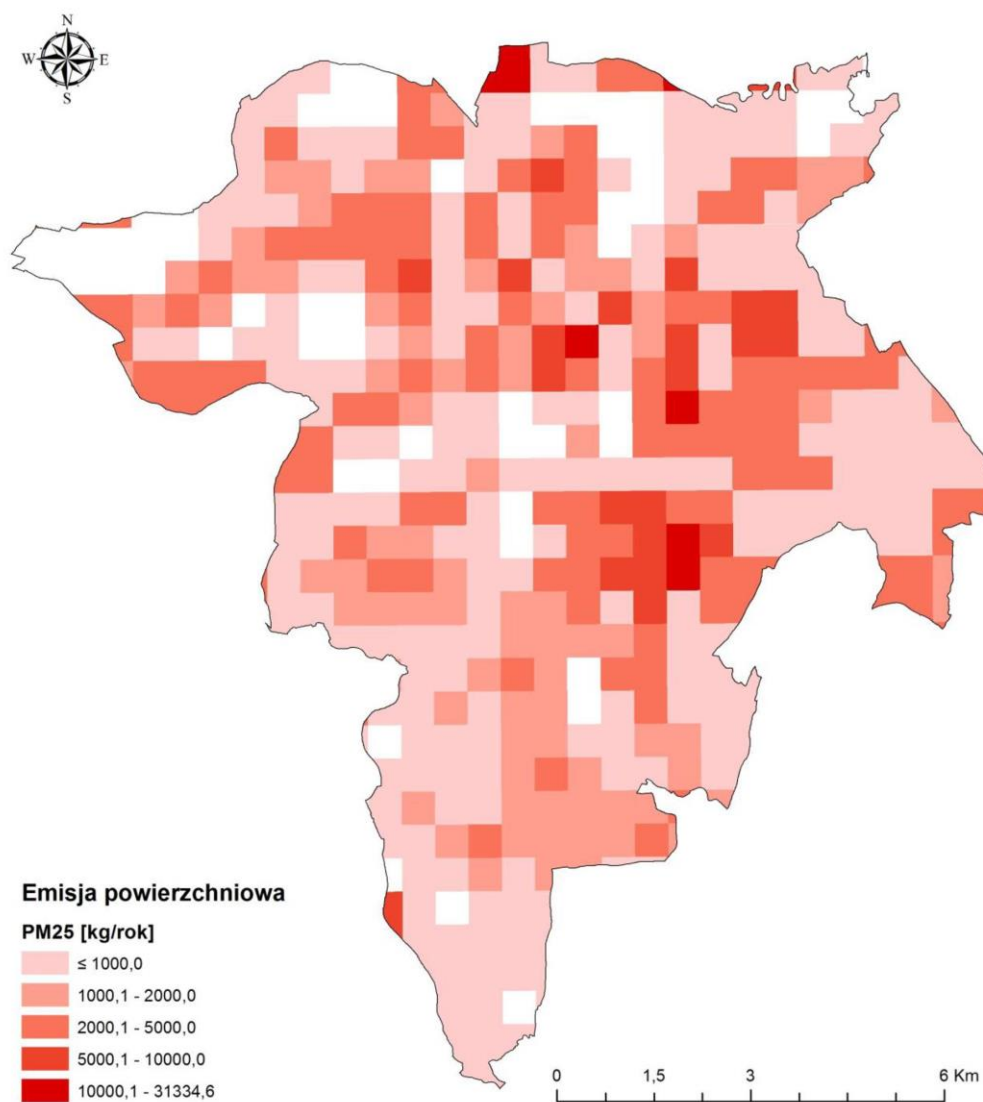 N
W E
S
Emisja powierzchniowa
PM25 [kg/rok]
≤ 1000,0
1000,1 - 2000,0
2000,1 - 5000,0
5000,1 - 10000,0
10000,1 - 31334,6
0 1,5 3 6 Km